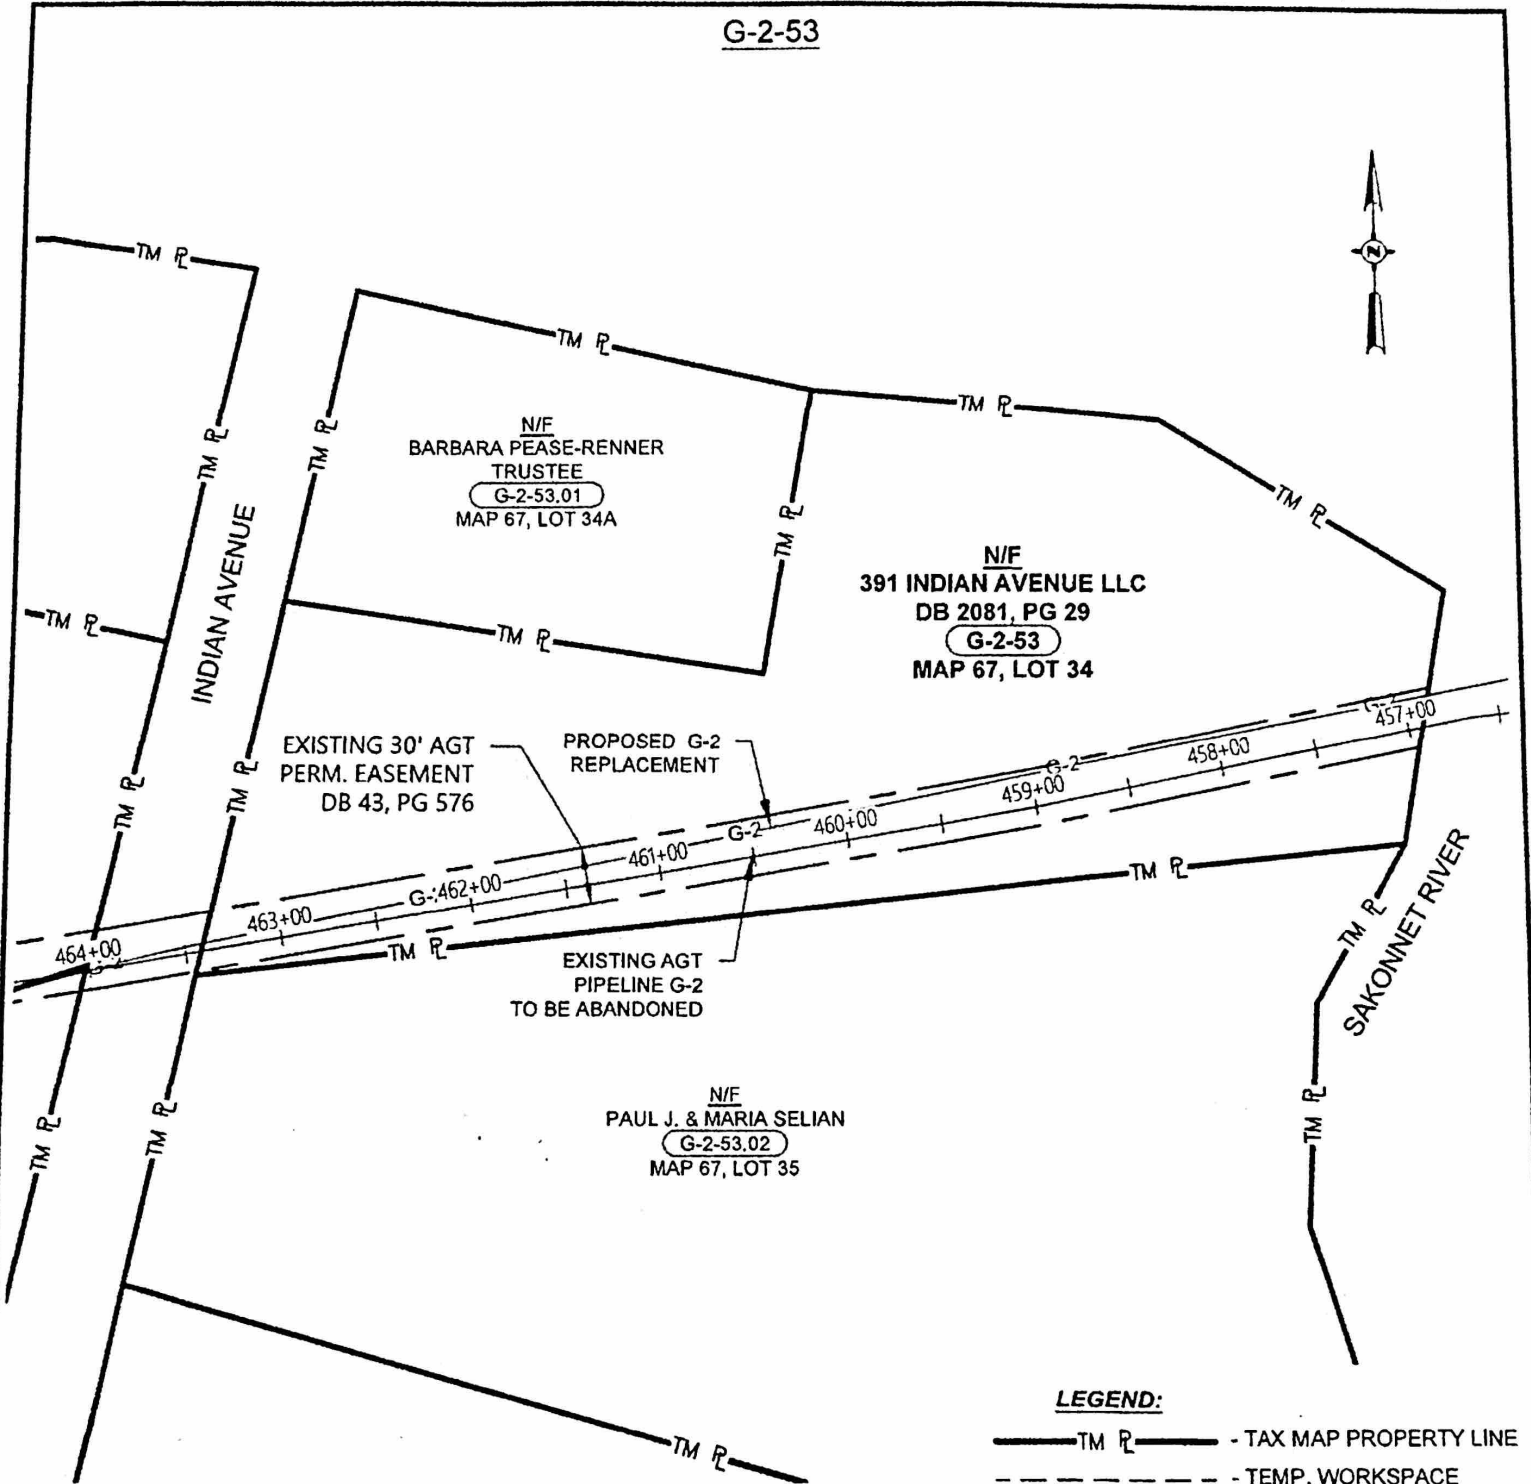 G-2-53
TM PL
TM PL
TM PL
TM PL
TM PL
N/F
BARBARA PEASE-RENNER
TRUSTEE
G-2-53.01
MAP 67, LOT 34A
TM PL
TM PL
N/F
391 INDIAN AVENUE LLC
DB 2081, PG 29
G-2-53
MAP 67, LOT 34
INDIAN AVENUE
TM PL
TM PL
EXISTING 30' AGT
PERM. EASEMENT
DB 43, PG 576
PROPOSED G-2
REPLACEMENT
TM PL
TM PL
G-2
457+00
458+00
G-2
459+00
460+00
G-2
461+00
G-
462+00
463+00
464+00
G-2
TM PL
TM PL
EXISTING AGT
PIPELINE G-2
TO BE ABANDONED
TM PL
SAKONNET RIVER
N/F
PAUL J. & MARIA SELIAN
G-2-53.02
MAP 67, LOT 35
TM PL
TM PL
TM PL
TM PL
LEGEND:
TM PL - TAX MAP PROPERTY LINE
- TEMP. WORKSPACE